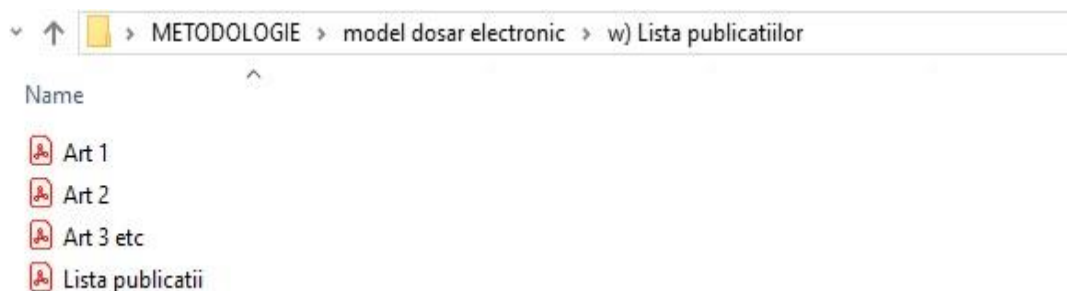 METODOLOGIE > model dosar electronic > w) Lista publicatiilor
Name
Art 1
Art 2
Art 3 etc
Lista publicatii